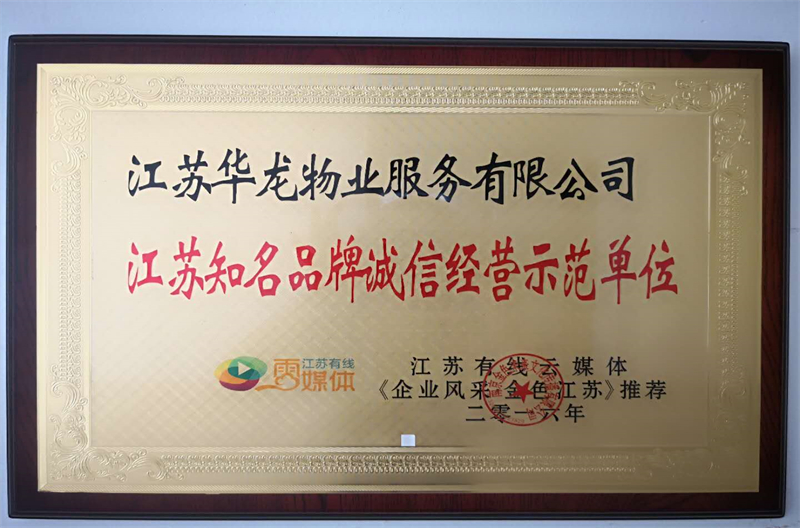 江苏华龙物业服务有限公司
江苏知名品牌诚信经营示范单位
江苏有线
云媒体
江苏有线云媒体
《企业风采 金色江苏》推荐
二零一六年